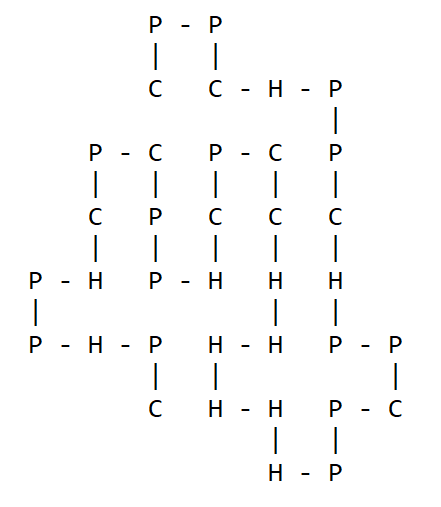 P - P
| |
C C - H - P
|
P - C P - C P
| | | | |
C P C C C
| | | | |
P - H P - H H H
| | |
P - H - P H - H P - P
| | |
C H - H P - C
| |
H - P